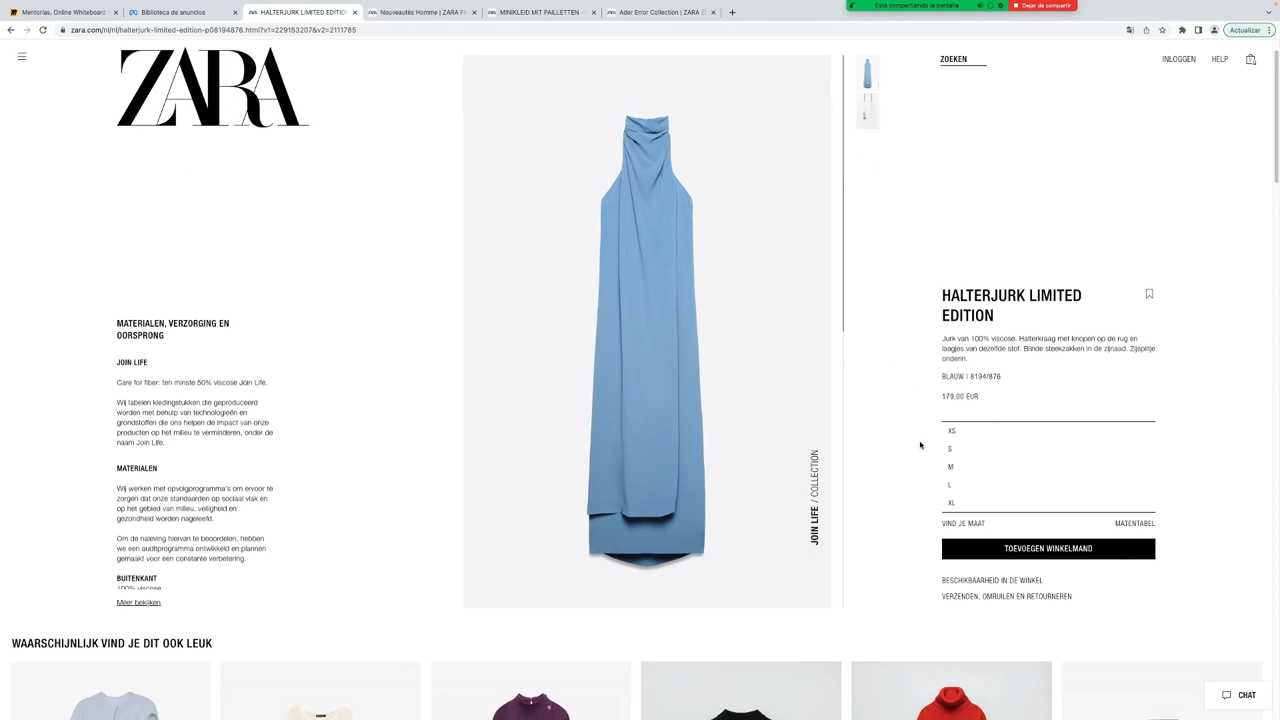 Mentorías, Online Whiteboard
Biblioteca de anuncios
HALTERJURK LIMITED EDITIO
Nouveautés Homme | ZARA F
MINIKLEID MIT PAILLETTEN -
Ader Error Collection | ZARA
Está compartiendo la pantalla
Dejar de compartir
zara.com/nl/nl/halterjurk-limited-edition-p08194876.html?v1=229153207&v2=2111785
Actualizar
ZARA
ZOEKEN
INLOGGEN
HELP
MATERIALEN, VERZORGING EN
OORSPRONG
JOIN LIFE
Care for fiber: ten minste 50% viscose Join Life.
Wij labelen kledingstukken die geproduceerd
worden met behulp van technologieën en
grondstoffen die ons helpen de impact van onze
producten op het milieu te verminderen, onder de
naam Join Life.
MATERIALEN
Wij werken met opvolgprogramma's om ervoor te
zorgen dat onze standaarden op sociaal vlak en
op het gebied van milieu, veiligheid en
gezondheid worden nageleefd.
Om de naleving hiervan te beoordelen, hebben
we een auditprogramma ontwikkeld en plannen
gemaakt voor een constante verbetering.
BUITENKANT
100% viscose
Meer bekijken
JOIN LIFE / COLLECTION
HALTERJURK LIMITED
EDITION
Jurk van 100% viscose. Halterkraag met knopen op de rug en
laagjes van dezelfde stof. Blinde steekzakken in de zijnaad. Zijsplitje
onderin.
BLAUW | 8194/876
179,00 EUR
XS
S
M
L
XL
VIND JE MAAT
MATENTABEL
TOEVOEGEN WINKELMAND
BESCHIKBAARHEID IN DE WINKEL
VERZENDEN, OMRUILEN EN RETOURNEREN
WAARSCHIJNLIJK VIND JE DIT OOK LEUK
CHAT